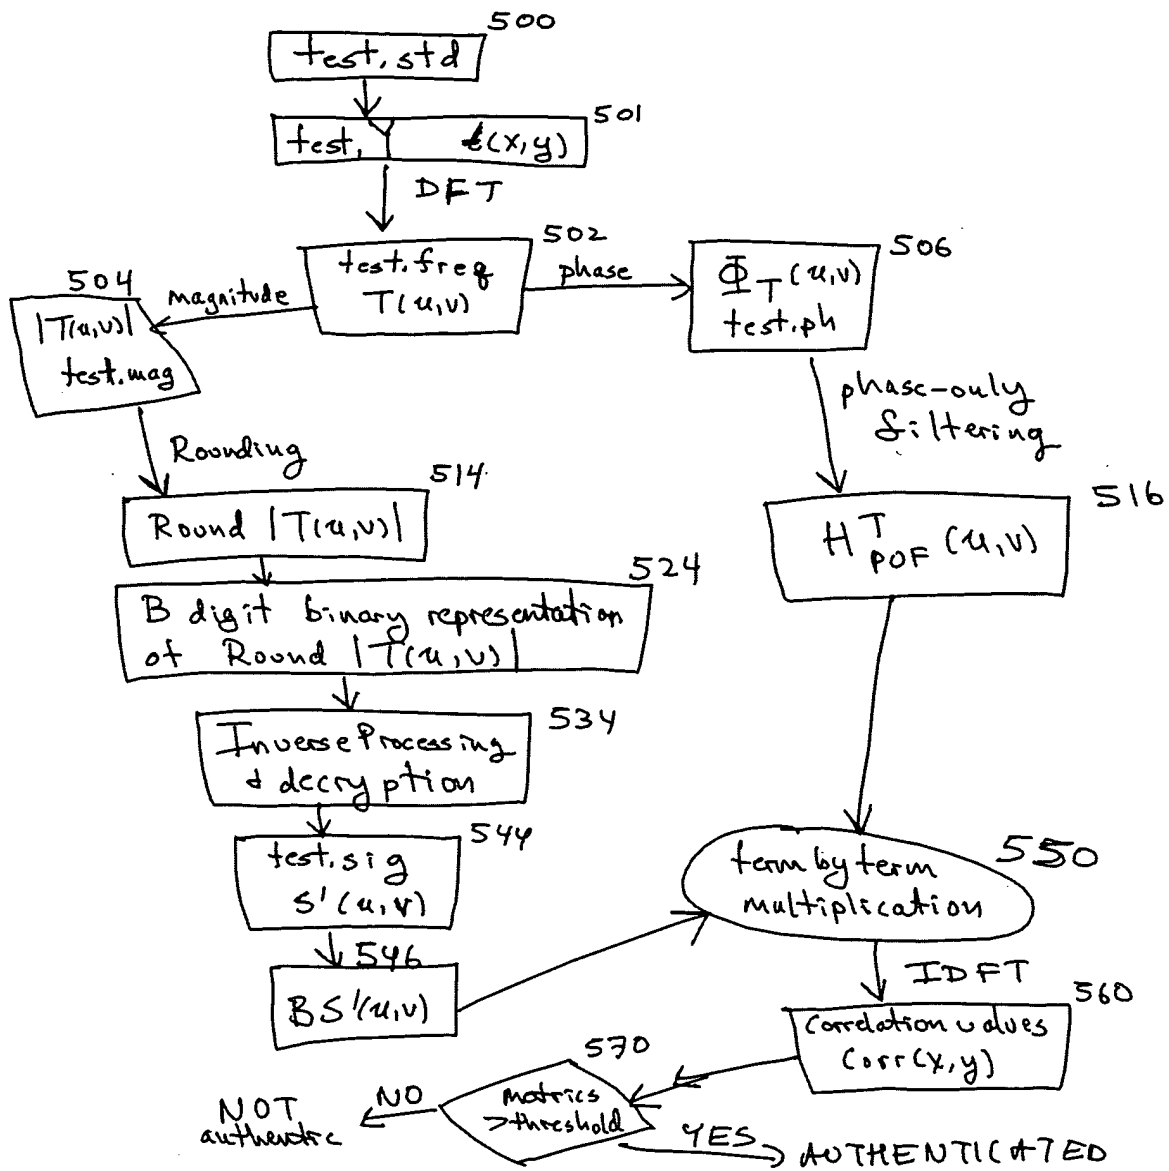 500
test.std
501
test.Y t(x,y)
DFT
502
test.freq
T(u,v)
phase
506
Φ_T(u,v)
test.ph
magnitude
504
|T(u,v)|
test.mag
phase-only
filtering
Rounding
514
Round |T(u,v)|
516
H^T_POF (u,v)
524
B digit binary representation
of Round |T(u,v)|
534
Inverse Processing
& decryption
544
test.sig
S'(u,v)
546
BS'(u,v)
550
term by term
multiplication
IDFT
560
Correlation values
Corr(x,y)
570
metrics
>threshold
NO
NOT
authentic
YES
AUTHENTICATED